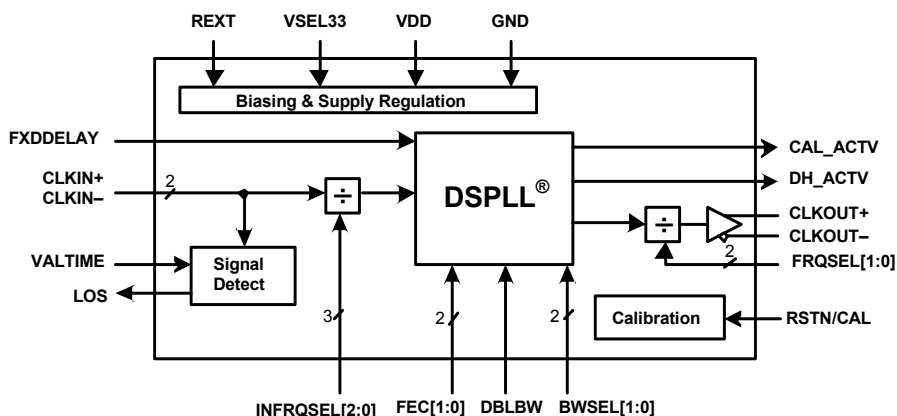 REXT VSEL33 VDD GND
Biasing & Supply Regulation
FXDDELAY
CLKIN+
CLKIN–
2
÷
DSPLL®
CAL_ACTV
DH_ACTV
÷
CLKOUT+
CLKOUT–
2
FRQSEL[1:0]
VALTIME
LOS
Signal
Detect
3
2
2
Calibration
RSTN/CAL
INFRQSEL[2:0] FEC[1:0] DBLBW BWSEL[1:0]